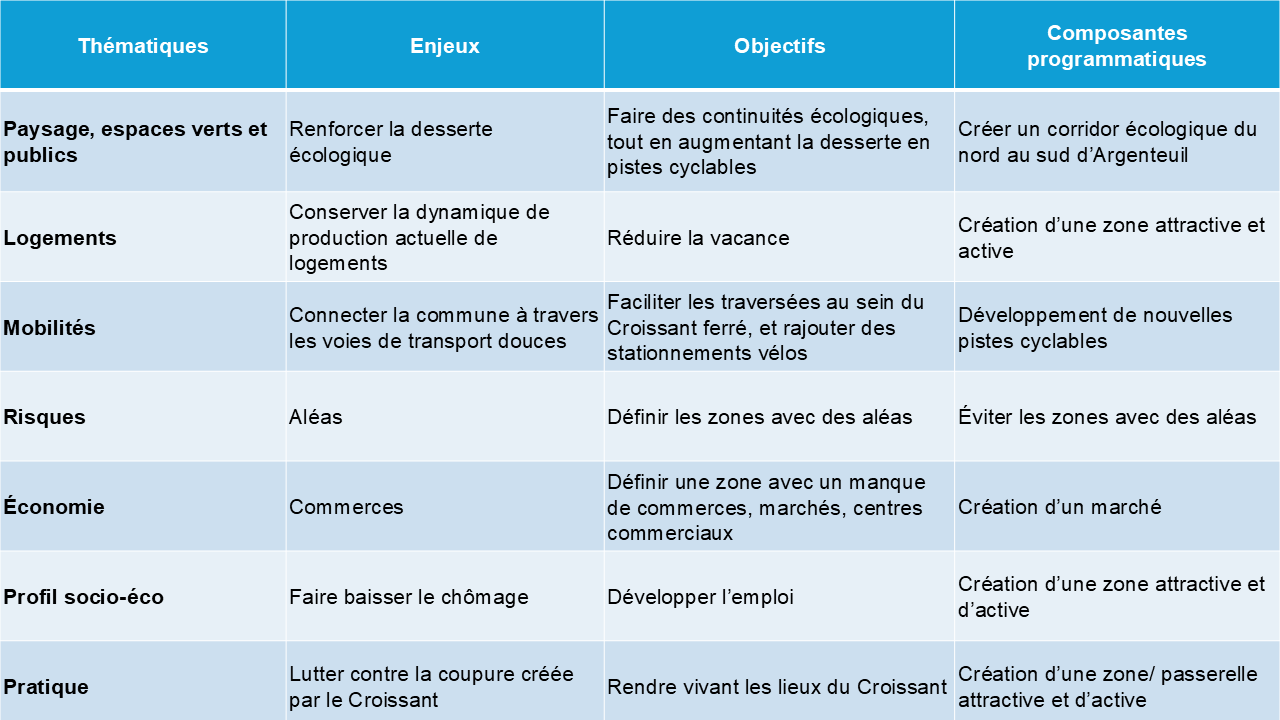 Thématiques
Enjeux
Objectifs
Composantes
programmatiques
Paysage, espaces verts et
publics
Renforcer la desserte
écologique
Faire des continuités écologiques,
tout en augmentant la desserte en
pistes cyclables
Créer un corridor écologique du
nord au sud d’Argenteuil
Logements
Conserver la dynamique de
production actuelle de
logements
Réduire la vacance
Création d’une zone attractive et
active
Mobilités
Connecter la commune à travers
les voies de transport douces
Faciliter les traversées au sein du
Croissant ferré, et rajouter des
stationnements vélos
Développement de nouvelles
pistes cyclables
Risques
Aléas
Définir les zones avec des aléas
Éviter les zones avec des aléas
Économie
Commerces
Définir une zone avec un manque
de commerces, marchés, centres
commerciaux
Création d’un marché
Profil socio-éco
Faire baisser le chômage
Développer l’emploi
Création d’une zone attractive et
d’active
Pratique
Lutter contre la coupure créée
par le Croissant
Rendre vivant les lieux du Croissant
Création d’une zone/ passerelle
attractive et d’active